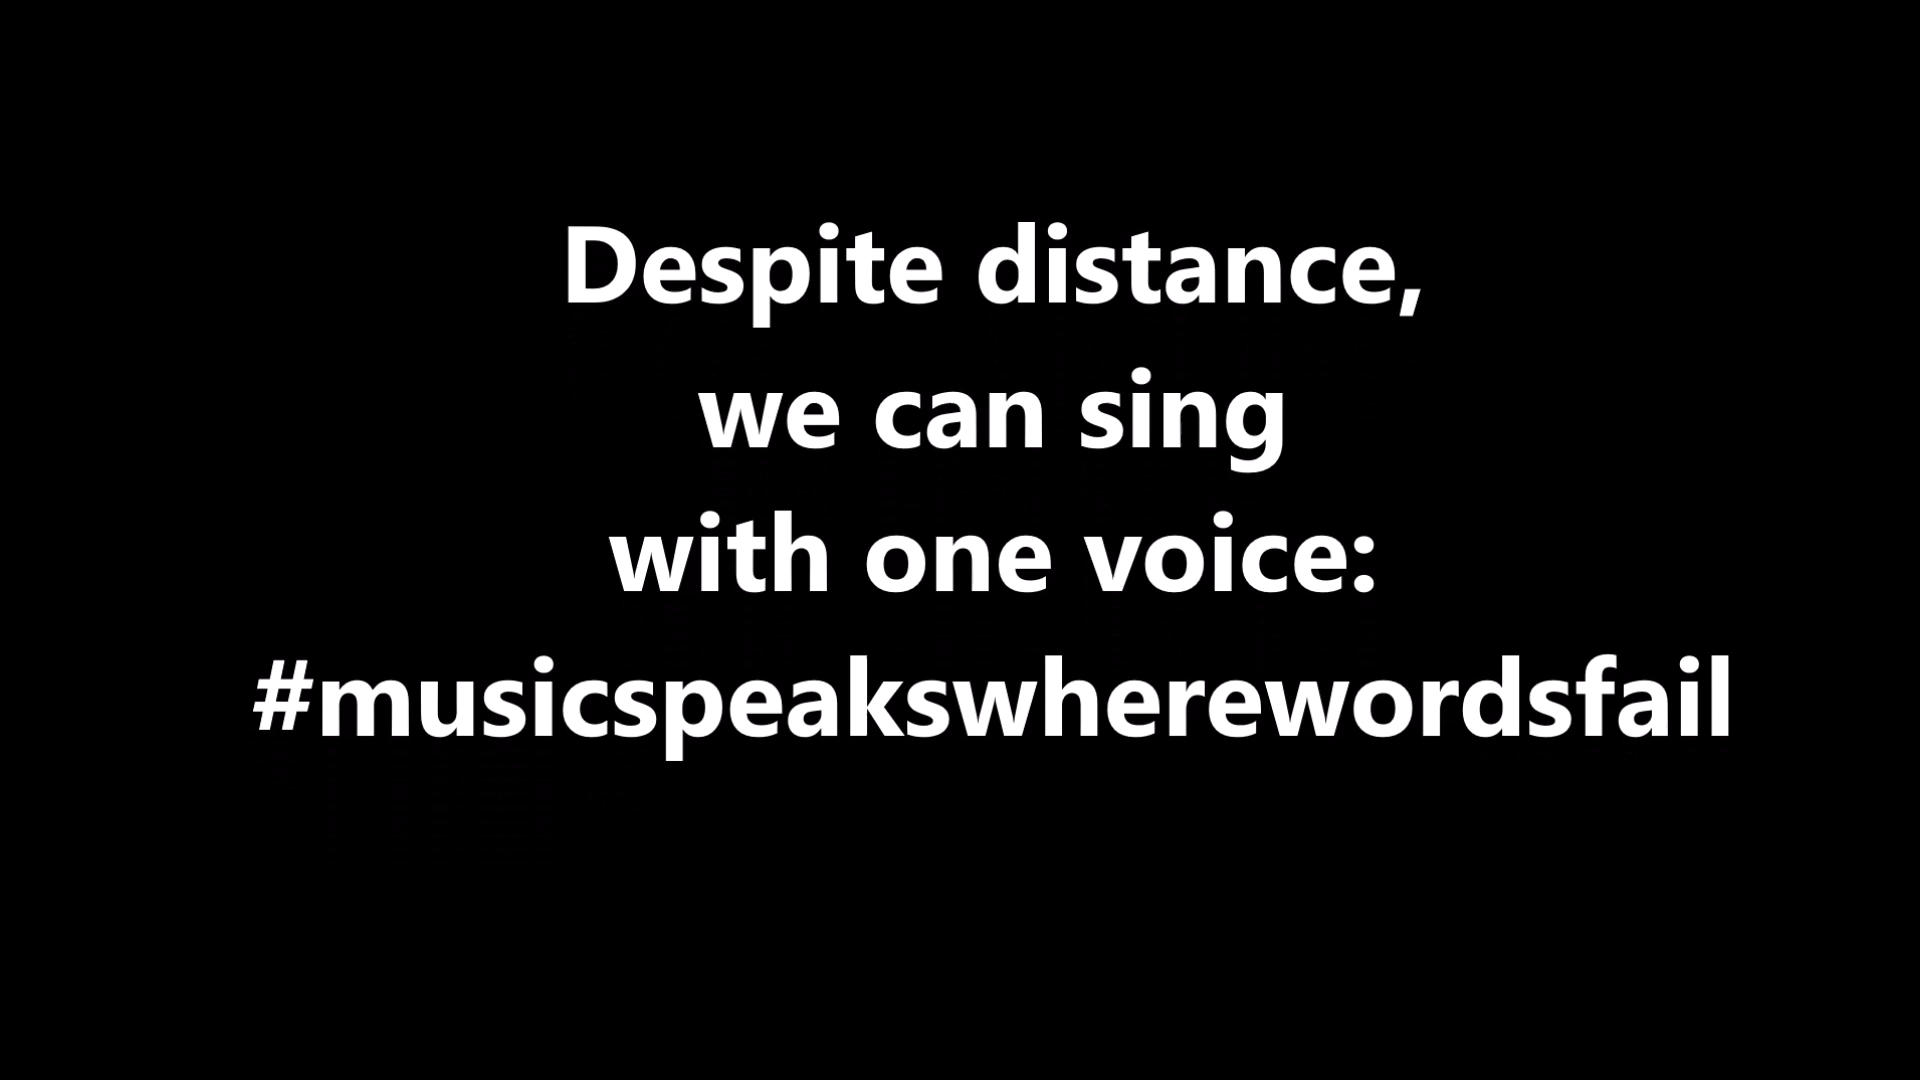 Despite distance,
we can sing
with one voice:
#musicspeakswherewordsfail